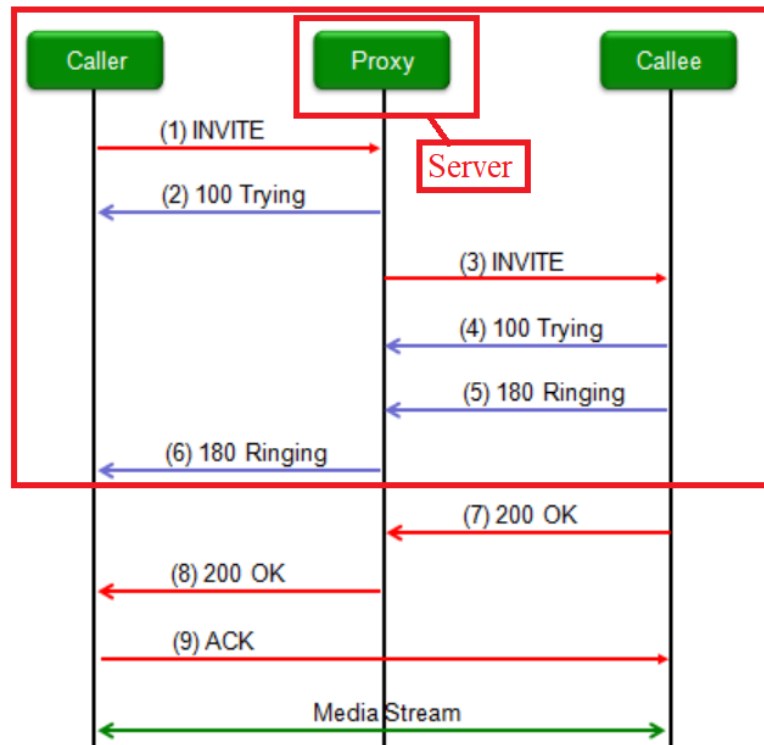 Caller
Proxy
Callee
(1) INVITE
Server
(2) 100 Trying
(3) INVITE
(4) 100 Trying
(5) 180 Ringing
(6) 180 Ringing
(7) 200 OK
(8) 200 OK
(9) ACK
Media Stream